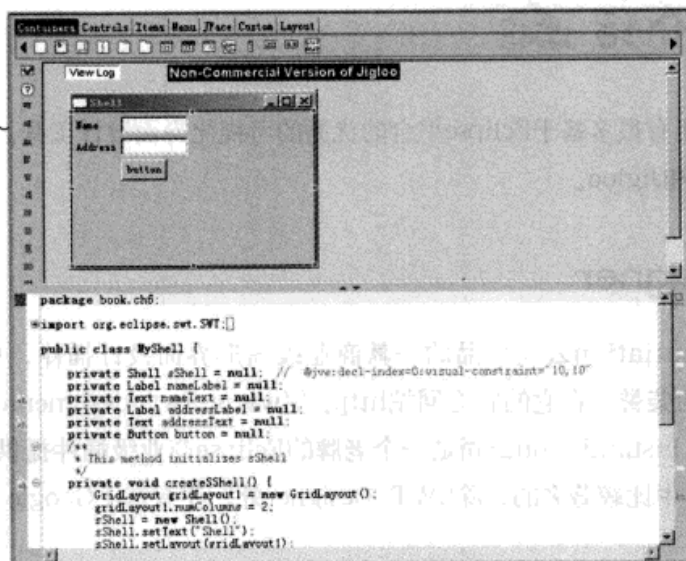 Containers Controls Items Menu JFace Custom Layout
View Log
Non-Commercial Version of Jigloo
Shell
Name
Address
button
package book.ch5;
import org.eclipse.swt.SWT;
public class MyShell {
private Shell sShell = null; // @jve:decl-index=0:visual-constraint="10,10"
private Label nameLabel = null;
private Text nameText = null;
private Label addressLabel = null;
private Text addressText = null;
private Button button = null;
/**
* This method initializes sShell
*/
private void createSShell() {
GridLayout gridLayout1 = new GridLayout();
gridLayout1.numColumns = 2;
sShell = new Shell();
sShell.setText("Shell");
sShell.setLayout(gridLayout1);